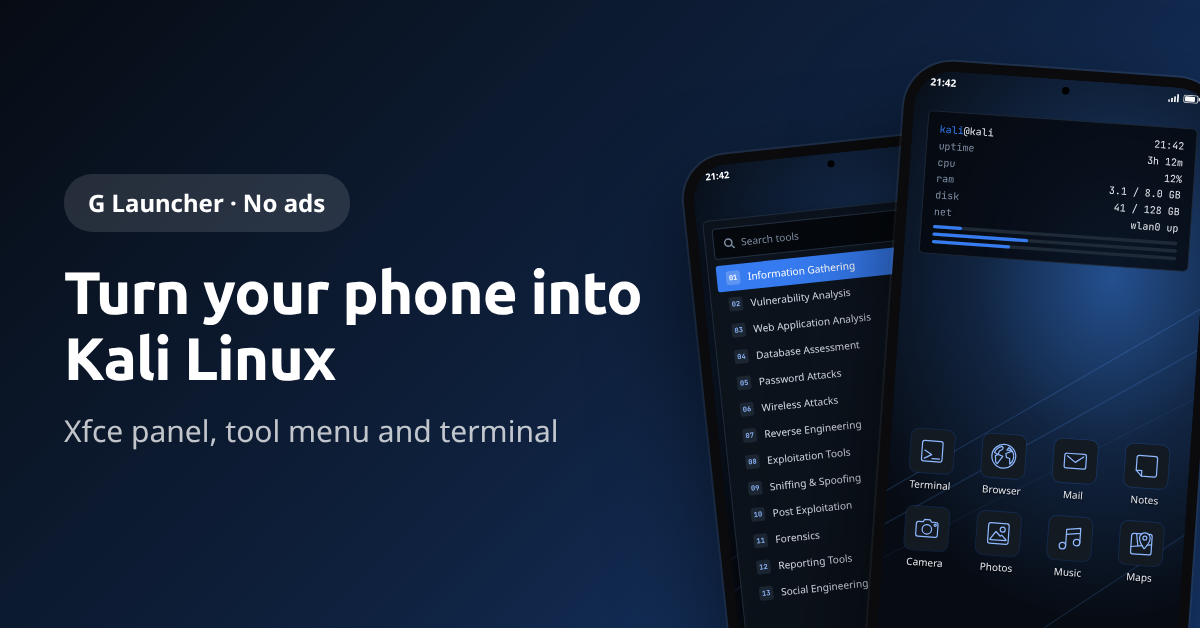 G Launcher · No ads
Turn your phone into
Kali Linux
Xfce panel, tool menu and terminal
21:42
Search tools
01 Information Gathering
02 Vulnerability Analysis
03 Web Application Analysis
04 Database Assessment
05 Password Attacks
06 Wireless Attacks
07 Reverse Engineering
08 Exploitation Tools
09 Sniffing & Spoofing
10 Post Exploitation
11 Forensics
12 Reporting Tools
13 Social Engineering
21:42
kali@kali 21:42
uptime 3h 12m
cpu 12%
ram 3.1 / 8.0 GB
disk 41 / 128 GB
net wlan0 up
Terminal Browser Mail Notes
Camera Photos Music Maps